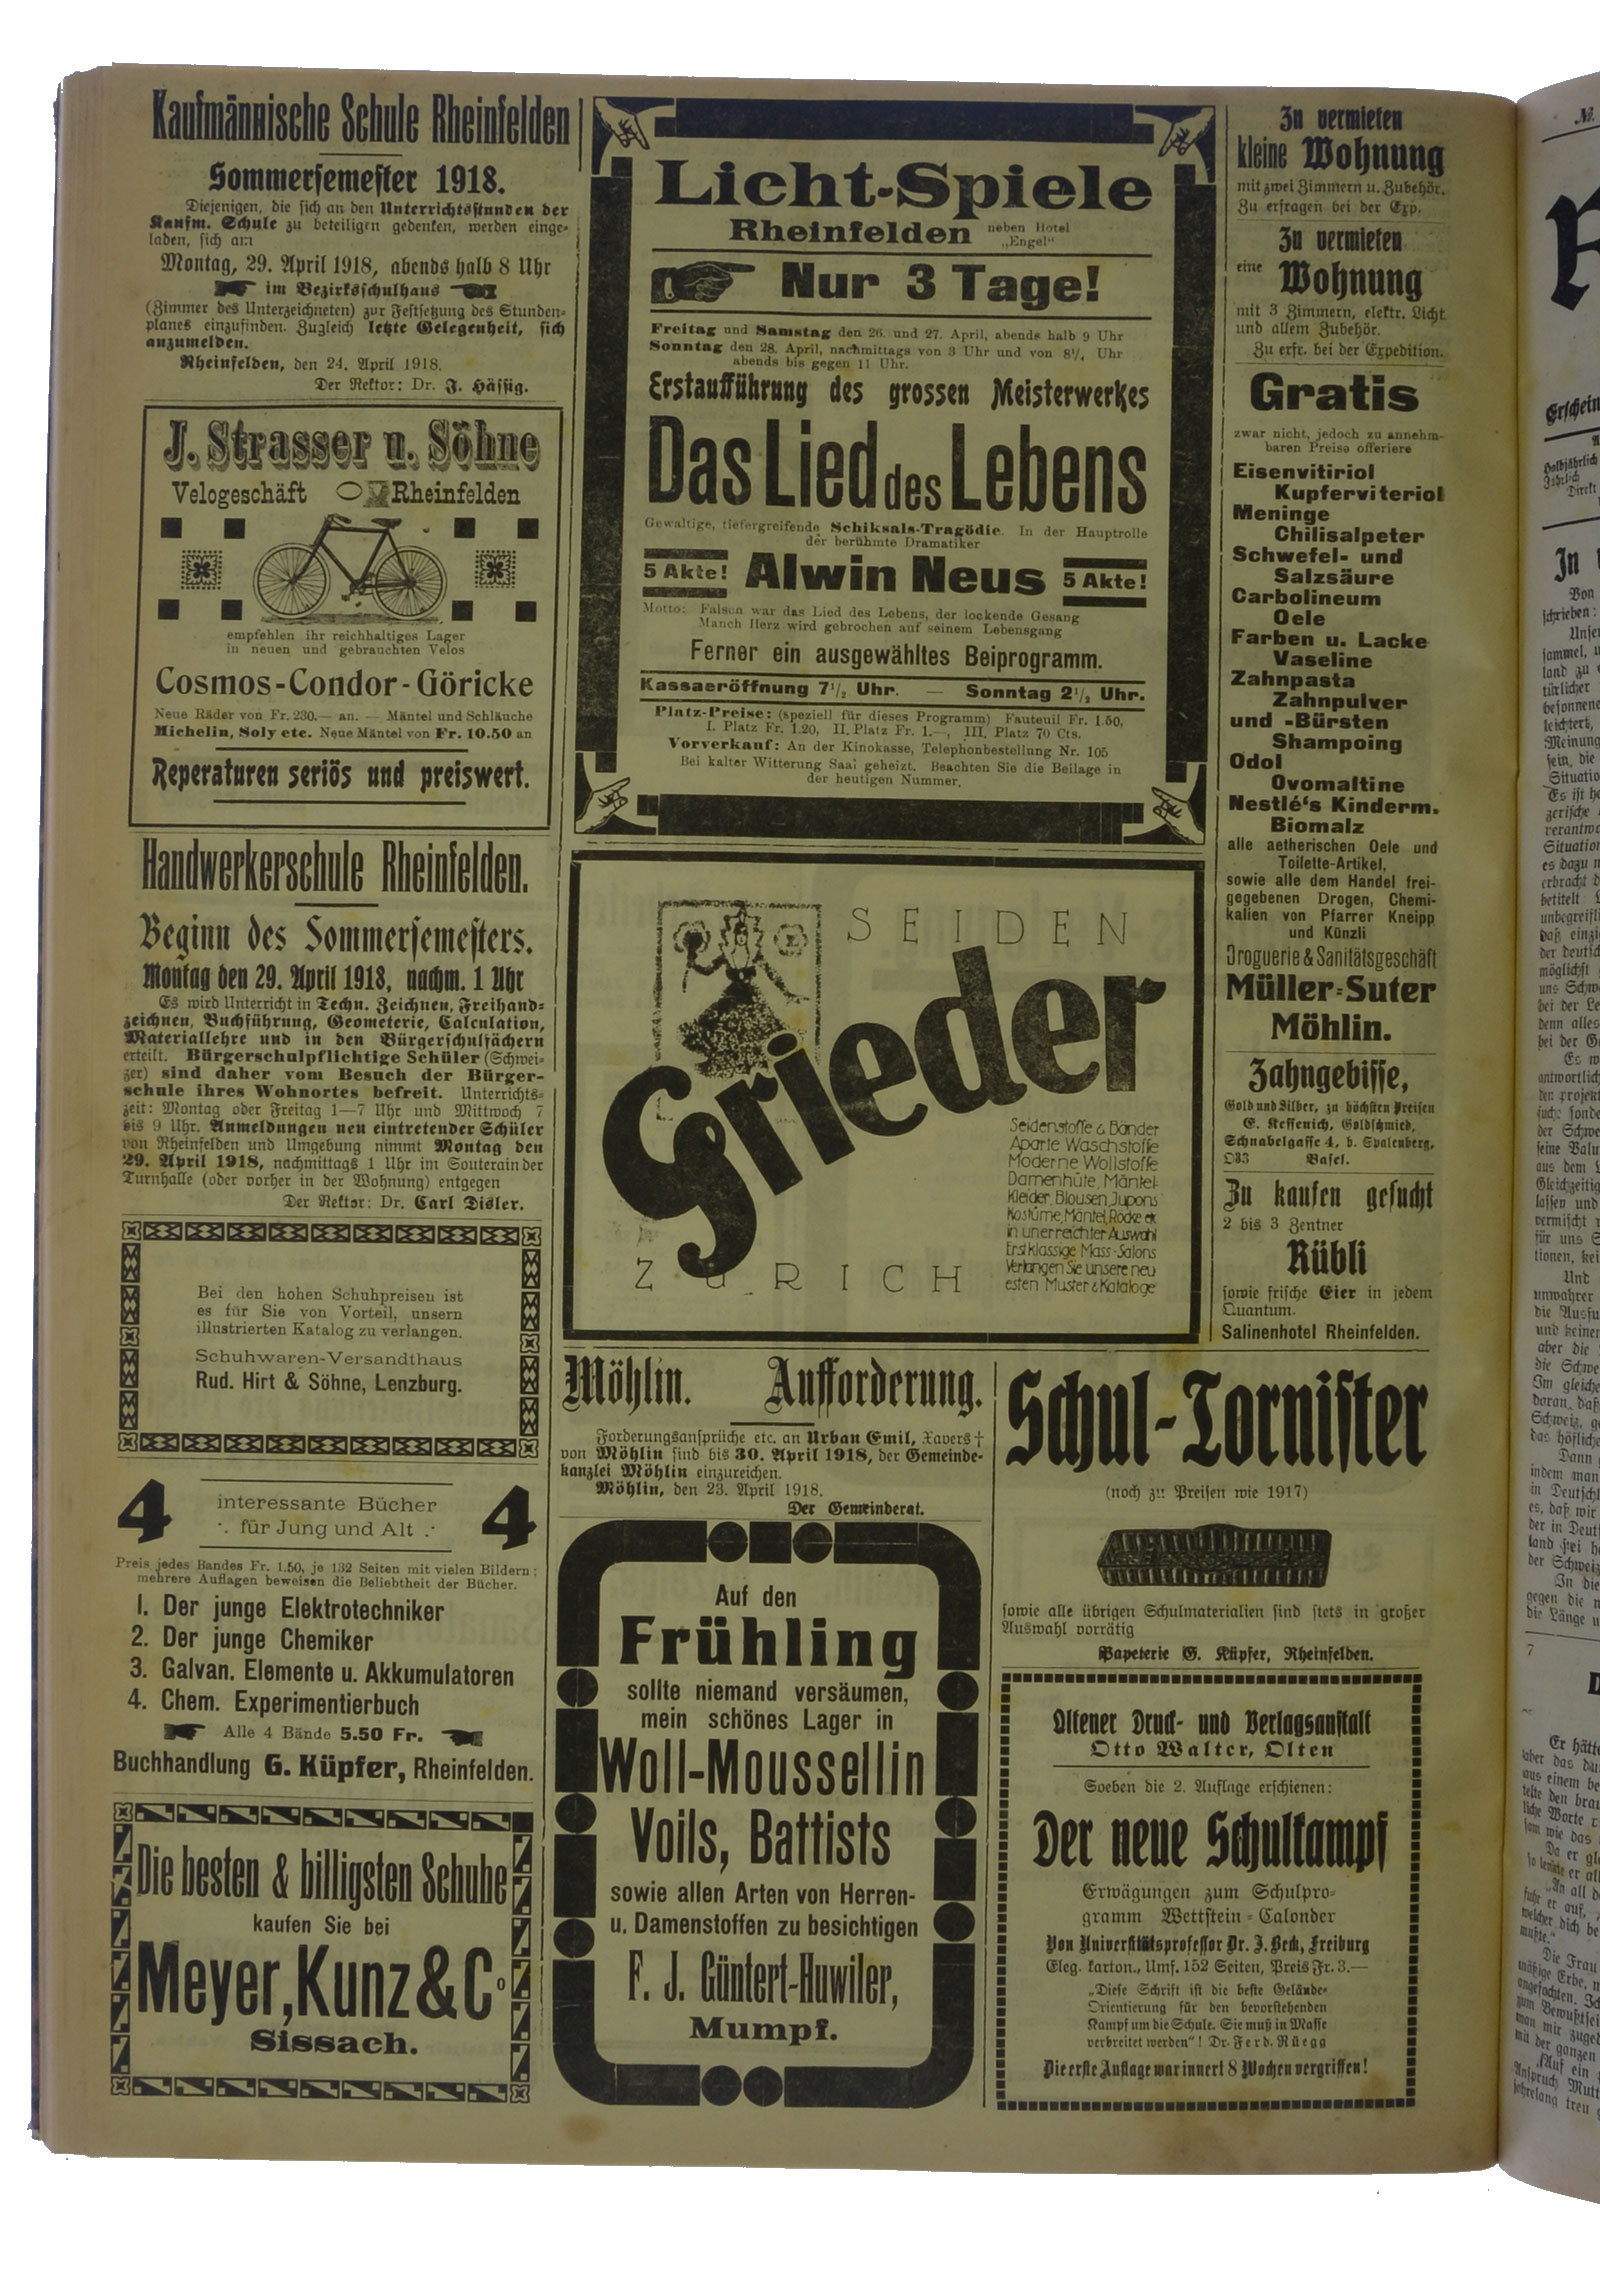 Kaufmännische Schule Rheinfelden
Sommersemester 1918.
Diejenigen, die sich an den Unterrichtsstunden der
Kaufm. Schule zu beteiligen gedenken, werden einge-
laden, sich am
Montag, 29. April 1918, abends halb 8 Uhr
im Bezirksschulhaus
(Zimmer des Unterzeichneten) zur Festsetzung des Stunden-
planes einzufinden. Zugleich letzte Gelegenheit, sich
anzumelden.
Rheinfelden, den 24. April 1918.
Der Rektor: Dr. J. Hässig.
J. Strasser u. Söhne
Velogeschäft Rheinfelden
empfehlen ihr reichhaltiges Lager
in neuen und gebrauchten Velos
Cosmos-Condor-Göricke
Neue Räder von Fr. 230.— an. — Mäntel und Schläuche
Michelin, Soly etc. Neue Mäntel von Fr. 10.50 an
Reperaturen seriös und preiswert.
Handwerkerschule Rheinfelden.
Beginn des Sommersemesters.
Montag den 29. April 1918, nachm. 1 Uhr
Es wird Unterricht in Techn. Zeichnen, Freihand-
zeichnen, Buchführung, Geometerie, Calculation,
Materiallehre und in den Bürgerschulfächern
erteilt. Bürgerschulpflichtige Schüler (Schwei-
zer) sind daher vom Besuch der Bürger-
schule ihres Wohnortes befreit. Unterrichts-
zeit: Montag oder Freitag 1—7 Uhr und Mittwoch 7
bis 9 Uhr. Anmeldungen neu eintretender Schüler
von Rheinfelden und Umgebung nimmt Montag den
29. April 1918, nachmittags 1 Uhr im Souterrain der
Turnhalle (oder vorher in der Wohnung) entgegen
Der Rektor: Dr. Carl Disler.
Bei den hohen Schuhpreisen ist
es für Sie von Vorteil, unsern
illustrierten Katalog zu verlangen.
Schuhwaren-Versandthaus
Rud. Hirt & Söhne, Lenzburg.
4 interessante Bücher 4
∴ für Jung und Alt ∴
Preis jedes Bandes Fr. 1.50, je 132 Seiten mit vielen Bildern;
mehrere Auflagen beweisen die Beliebtheit der Bücher.
1. Der junge Elektrotechniker
2. Der junge Chemiker
3. Galvan. Elemente u. Akkumulatoren
4. Chem. Experimentierbuch
Alle 4 Bände 5.50 Fr.
Buchhandlung G. Küpfer, Rheinfelden.
Die besten & billigsten Schuhe
kaufen Sie bei
Meyer, Kunz & Co
Sissach.
Licht-Spiele
Rheinfelden neben Hotel
„Engel“
Nur 3 Tage!
Freitag und Samstag den 26. und 27. April, abends halb 9 Uhr
Sonntag den 28. April, nachmittags von 3 Uhr und von 8¼ Uhr
abends bis gegen 11 Uhr.
Erstaufführung des grossen Meisterwerkes
Das Lied des Lebens
Gewaltige, tiefergreifende Schiksals-Tragödie. In der Hauptrolle
der berühmte Dramatiker
5 Akte! Alwin Neus 5 Akte!
Motto: Falsch war das Lied des Lebens, der lockende Gesang
Manch Herz wird gebrochen auf seinem Lebensgang
Ferner ein ausgewähltes Beiprogramm.
Kassaeröffnung 7½ Uhr. — Sonntag 2½ Uhr.
Platz-Preise: (speziell für dieses Programm) Fauteuil Fr. 1.50,
I. Platz Fr. 1.20, II. Platz Fr. 1.—, III. Platz 70 Cts.
Vorverkauf: An der Kinokasse, Telephonbestellung Nr. 105
Bei kalter Witterung Saal geheizt. Beachten Sie die Beilage in
der heutigen Nummer.
SEIDEN
Grieder
ZÜRICH
Seidenstoffe & Bänder
Aparte Waschstoffe
Moderne Wollstoffe
Damenhüte, Mäntel
Kleider, Blousen, Jupons
Kostüme, Mäntel, Röcke etc
in unerreichter Auswahl
Erstklassige Mass-Salons
Verlangen Sie unsere neu
esten Muster & Kataloge
Möhlin. Aufforderung.
Forderungsansprüche etc. an Urban Emil, Xavers †
von Möhlin sind bis 30. April 1918, der Gemeinde-
kanzlei Möhlin einzureichen.
Möhlin, den 23. April 1918.
Der Gemeinderat.
Auf den
Frühling
sollte niemand versäumen,
mein schönes Lager in
Woll-Moussellin
Voils, Battists
sowie allen Arten von Herren-
u. Damenstoffen zu besichtigen
F. J. Güntert-Huwiler,
Mumpf.
Zu vermieten
kleine Wohnung
mit zwei Zimmern u. Zubehör.
Zu erfragen bei der Exp.
Zu vermieten
eine Wohnung
mit 3 Zimmern, elektr. Licht
und allem Zubehör.
Zu erfr. bei der Expedition.
Gratis
zwar nicht, jedoch zu annehm-
baren Preise offeriere
Eisenvitiriol
Kupferviteriol
Meninge
Chilisalpeter
Schwefel- und
Salzsäure
Carbolineum
Oele
Farben u. Lacke
Vaseline
Zahnpasta
Zahnpulver
und -Bürsten
Shampoing
Odol
Ovomaltine
Nestlé's Kinderm.
Biomalz
alle aetherischen Oele und
Toilette-Artikel,
sowie alle dem Handel frei-
gegebenen Drogen, Chemi-
kalien von Pfarrer Kneipp
und Künzli
Droguerie & Sanitätsgeschäft
Müller-Suter
Möhlin.
Zahngebisse,
Gold und Silber, zu höchsten Preisen
E. Keffenich, Goldschmied,
Schnabelgasse 4, b. Spalenberg,
Basel.
Zu kaufen gesucht
2 bis 3 Zentner
Rübli
sowie frische Eier in jedem
Quantum.
Salinenhotel Rheinfelden.
Schul-Tornister
(noch zu Preisen wie 1917)
sowie alle übrigen Schulmaterialien sind stets in großer
Auswahl vorrätig
Papeterie G. Küpfer, Rheinfelden.
Oltener Druck- und Verlagsanstalt
Otto Walter, Olten
Soeben die 2. Auflage erschienen:
Der neue Schulkampf
Erwägungen zum Schulpro-
gramm Wettstein-Calonder
Von Universitätsprofessor Dr. J. Beck, Freiburg
Eleg. karton., Umf. 152 Seiten, Preis Fr. 3.—
„Diese Schrift ist die beste Gelände-
Orientierung für den bevorstehenden
Kampf um die Schule. Sie muß in Masse
verbreitet werden“! Dr. Ferd. Rüegg
Die erste Auflage war innert 8 Wochen vergriffen!